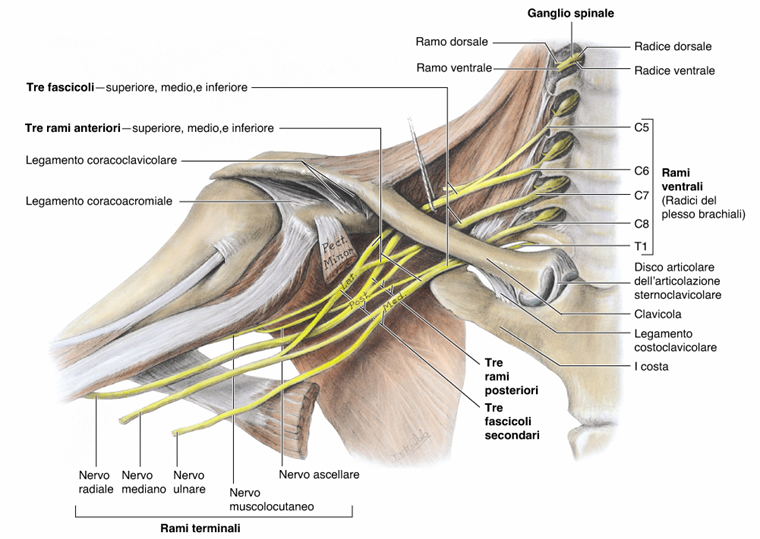 Ganglio spinale
Ramo dorsale
Radice dorsale
Ramo ventrale
Radice ventrale
Tre fascicoli—superiore, medio,e inferiore
Tre rami anteriori—superiore, medio,e inferiore
C5
Legamento coracoclavicolare
C6
Rami
ventrali
(Radici del
plesso brachiali)
Legamento coracoacromiale
C7
C8
T1
Pect.
Minor
Lat.
Post.
Med.
Disco articolare
dell'articolazione
sternoclavicolare
Clavicola
Legamento
costoclavicolare
I costa
Tre
rami
posteriori
Tre
fascicoli
secondari
Nervo
radiale
Nervo
mediano
Nervo
ulnare
Nervo
muscolocutaneo
Nervo ascellare
Rami terminali